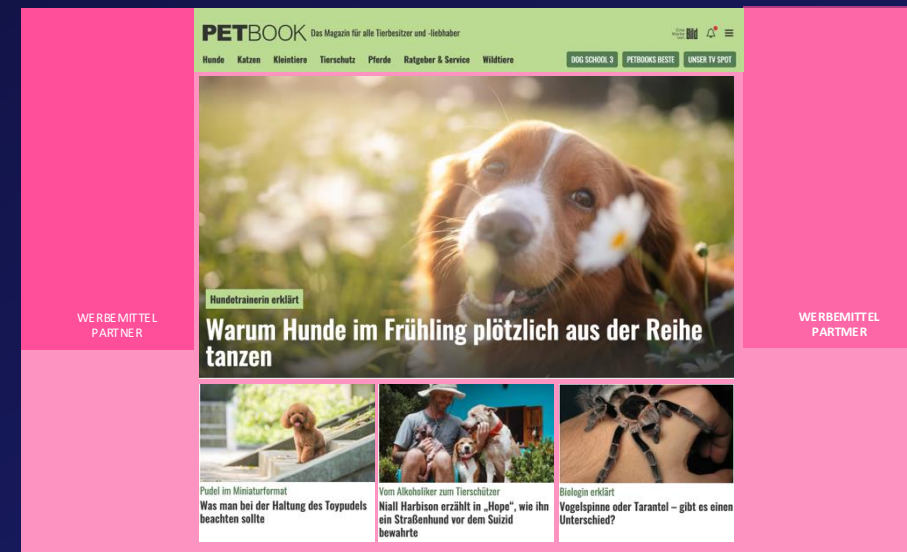 PETBOOK Das Magazin für alle Tierbesitzer und -liebhaber
Eine Marke von Bild
Hunde Katzen Kleintiere Tierschutz Pferde Ratgeber & Service Wildtiere
DOG SCHOOL 3 PETBOOKS BESTE UNSER TV SPOT
WERBEMITTEL
PARTNER
Hundetrainerin erklärt
Warum Hunde im Frühling plötzlich aus der Reihe
tanzen
WERBEMITTEL
PARTMER
Pudel im Miniaturformat
Was man bei der Haltung des Toypudels
beachten sollte
Vom Alkoholiker zum Tierschützer
Niall Harbison erzählt in „Hope“, wie ihn
ein Straßenhund vor dem Suizid
bewahrte
Biologin erklärt
Vogelspinne oder Tarantel – gibt es einen
Unterschied?